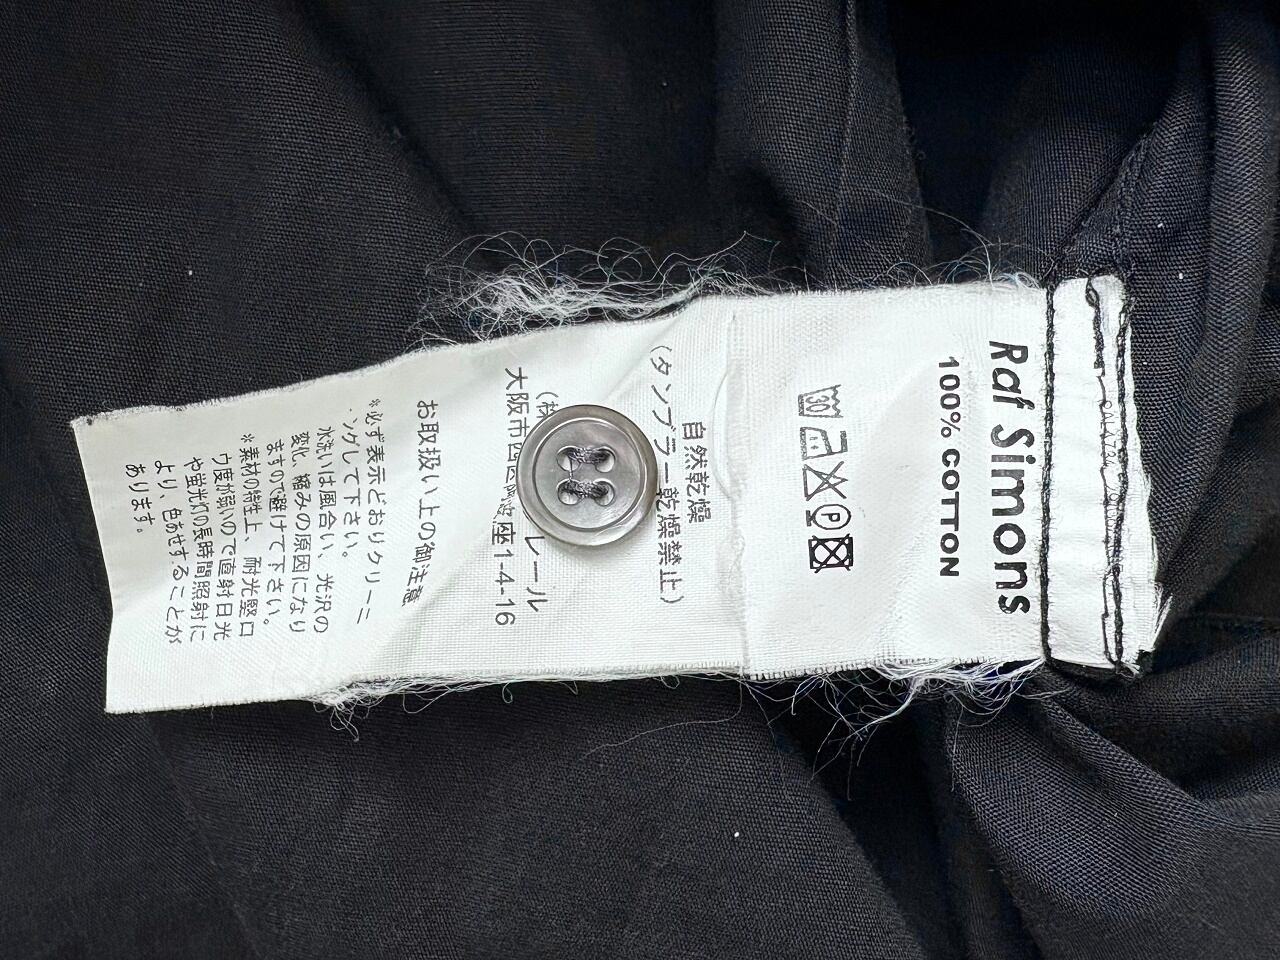 Raf Simons
100% COTTON
30
P
自然乾燥
(タンブラー乾燥禁止)
レール
大阪市西区 座1-4-16
お取扱い上の御注意
*必ず表示どおりクリーニ
ングして下さい。
水洗いは風合い、光沢の
変化、縮みの原因になり
ますので避けて下さい。
*素材の特性上、耐光堅ロ
ウ度が弱いので直射日光
や蛍光灯の長時間照射に
より、色あせすることが
あります。